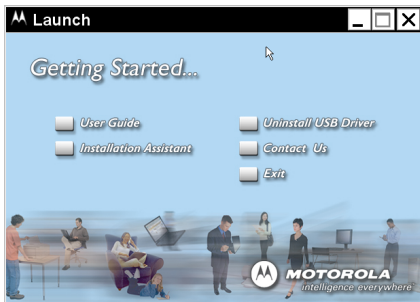 Launch
Getting Started...
User Guide
Installation Assistant
Uninstall USB Driver
Contact Us
Exit
MOTOROLA
intelligence everywhere